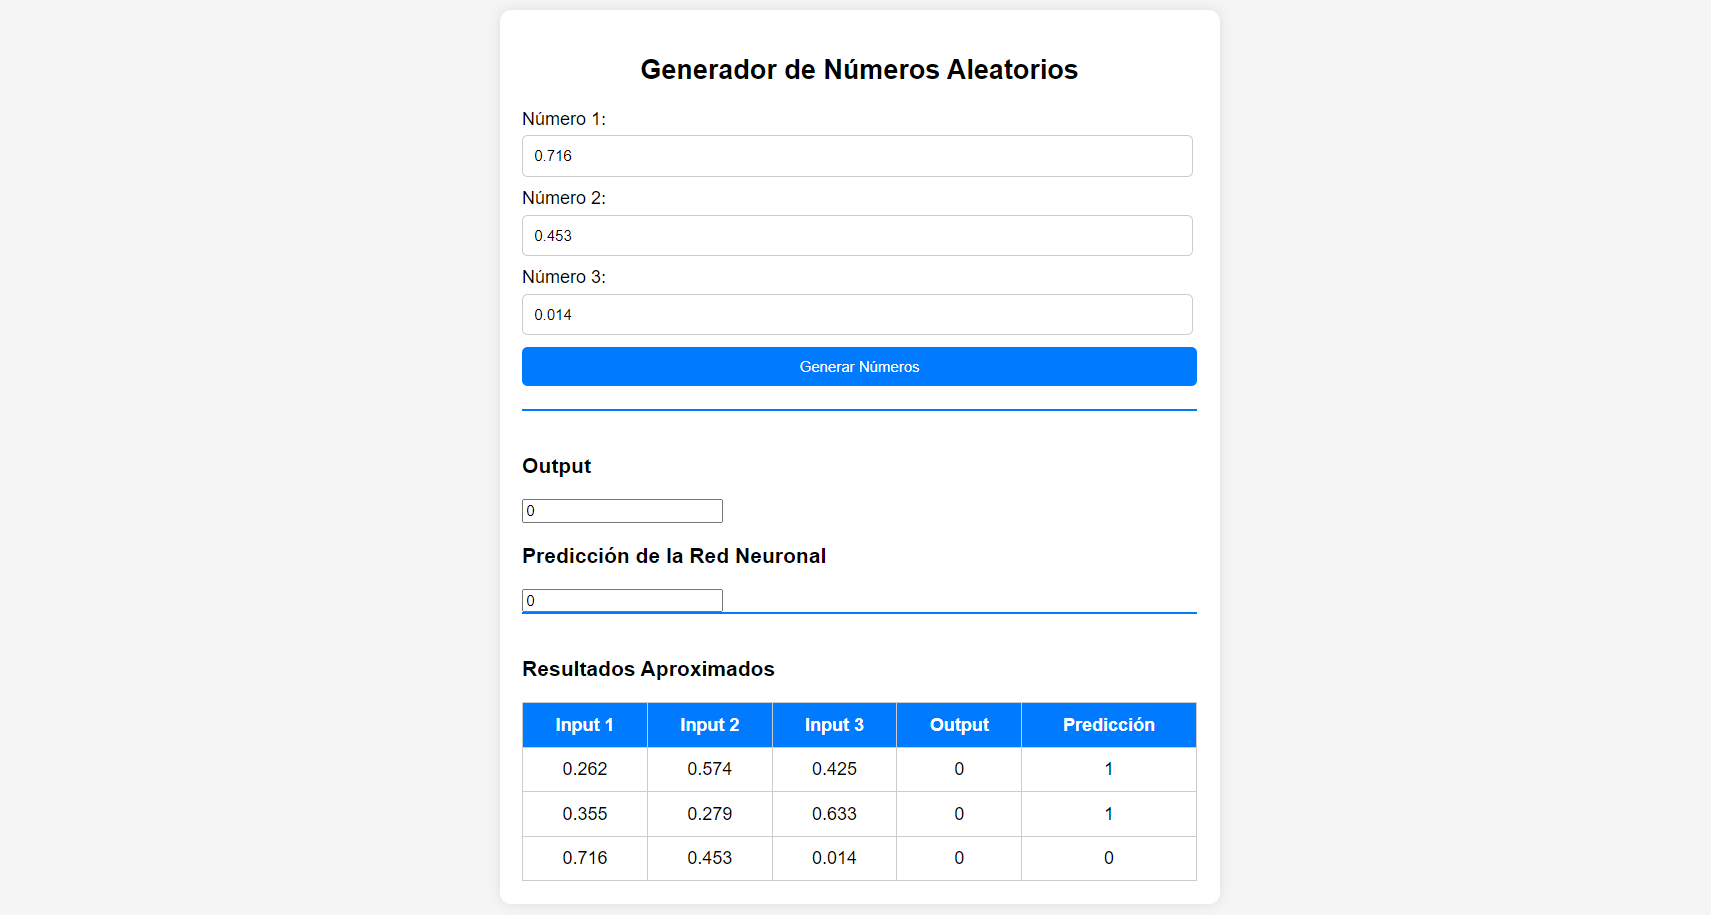 Generador de Números Aleatorios
Número 1:
0.716
Número 2:
0.453
Número 3:
0.014
Generar Números
Output
0
Predicción de la Red Neuronal
0
Resultados Aproximados
Input 1 Input 2 Input 3 Output Predicción
0.262 0.574 0.425 0 1
0.355 0.279 0.633 0 1
0.716 0.453 0.014 0 0